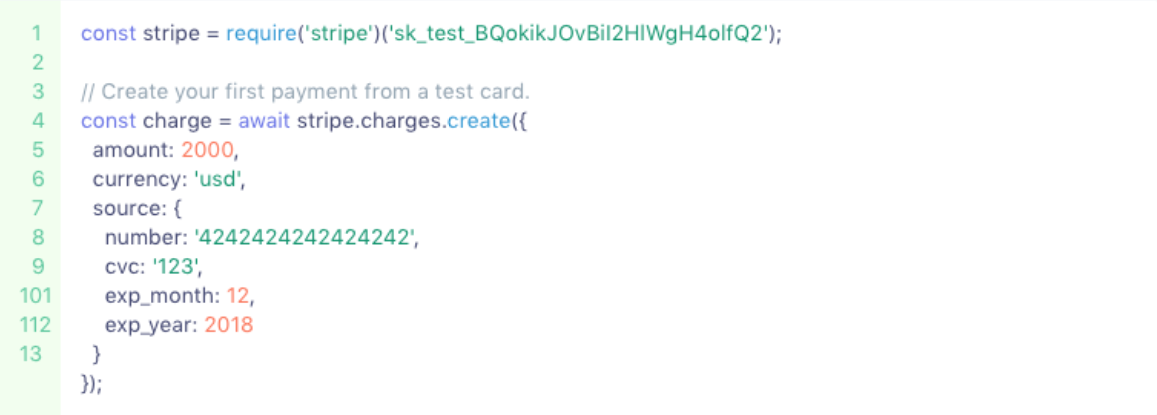 1 const stripe = require('stripe')('sk_test_BQokikJOvBiI2HlWgH4olfQ2');
2
3 // Create your first payment from a test card.
4 const charge = await stripe.charges.create({
5 amount: 2000,
6 currency: 'usd',
7 source: {
8 number: '4242424242424242',
9 cvc: '123',
101 exp_month: 12,
112 exp_year: 2018
13 }
});